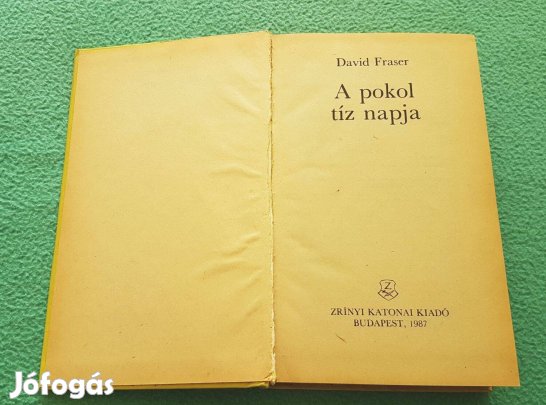 David Fraser
A pokol
tíz napja
Z
ZRÍNYI KATONAI KIADÓ
BUDAPEST, 1987
Jófogás